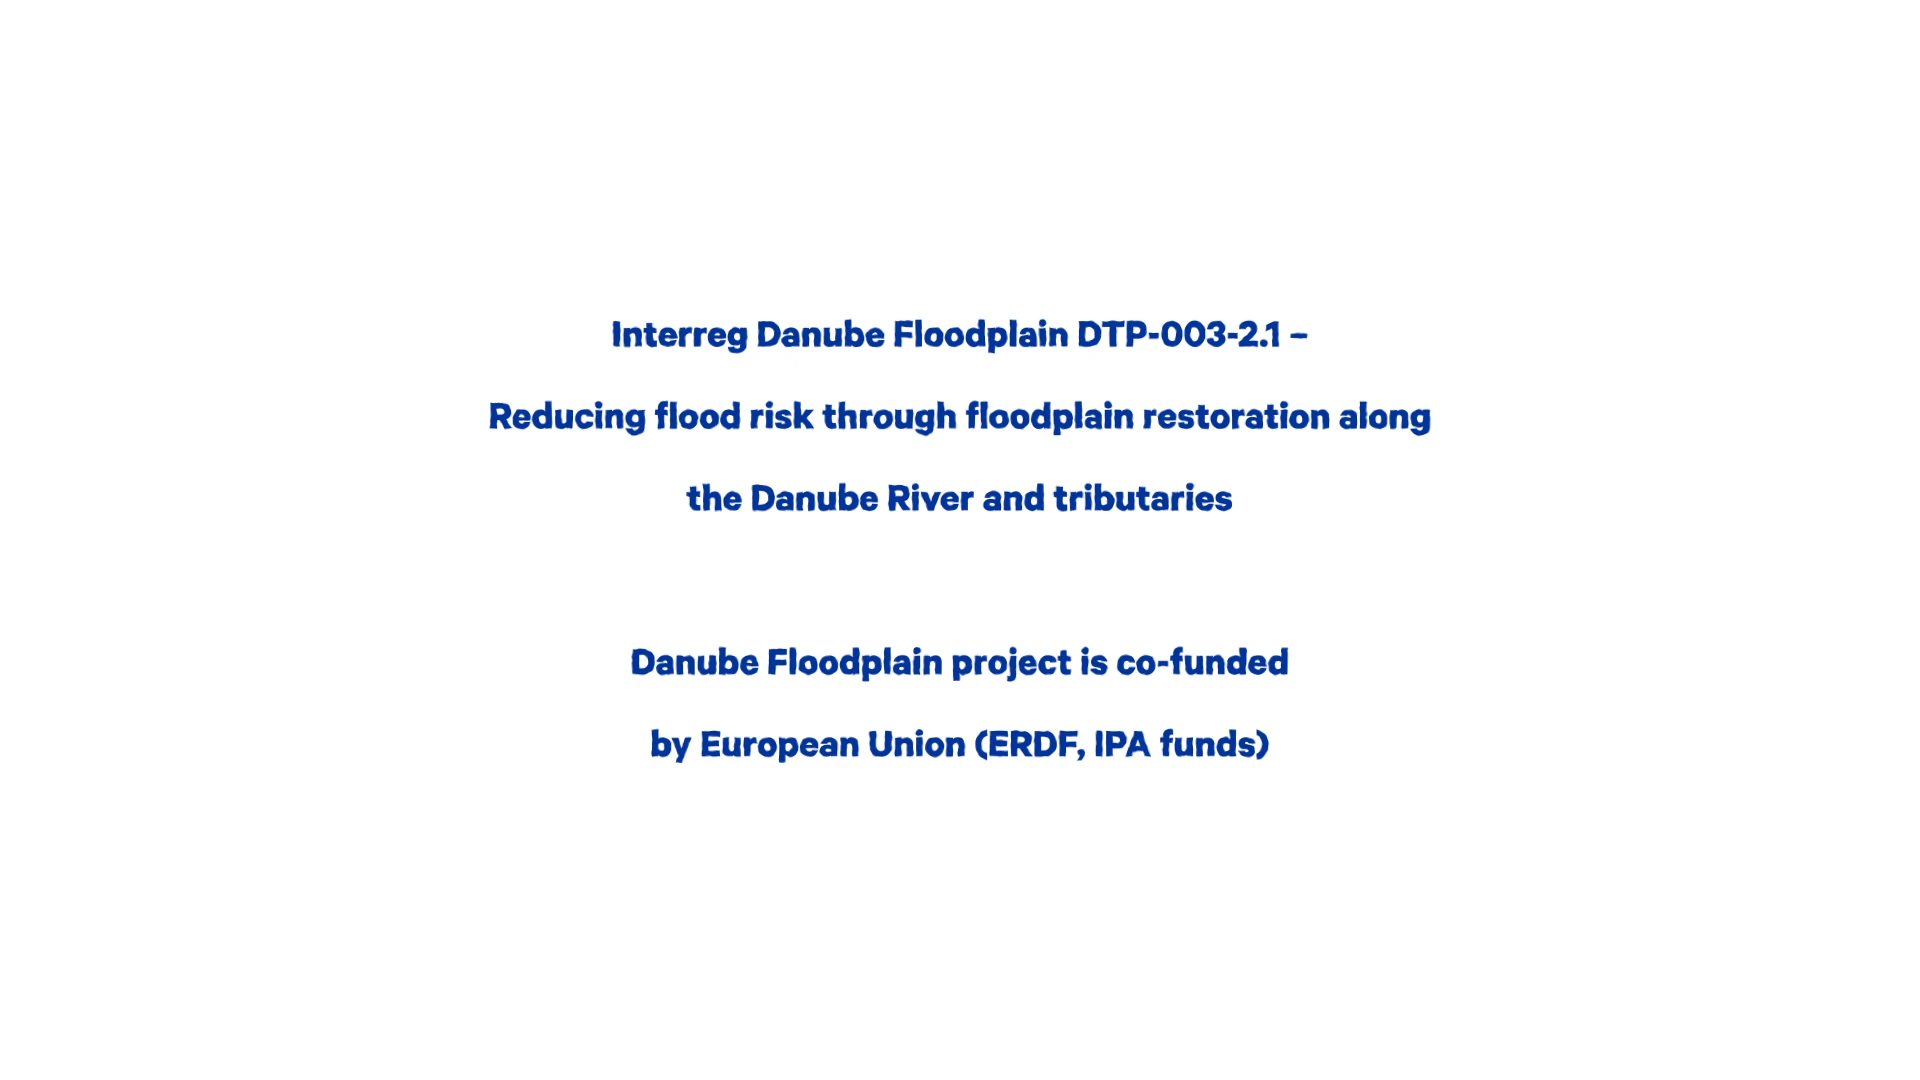 Interreg Danube Floodplain DTP-003-2.1 –
Reducing flood risk through floodplain restoration along
the Danube River and tributaries
Danube Floodplain project is co-funded
by European Union (ERDF, IPA funds)